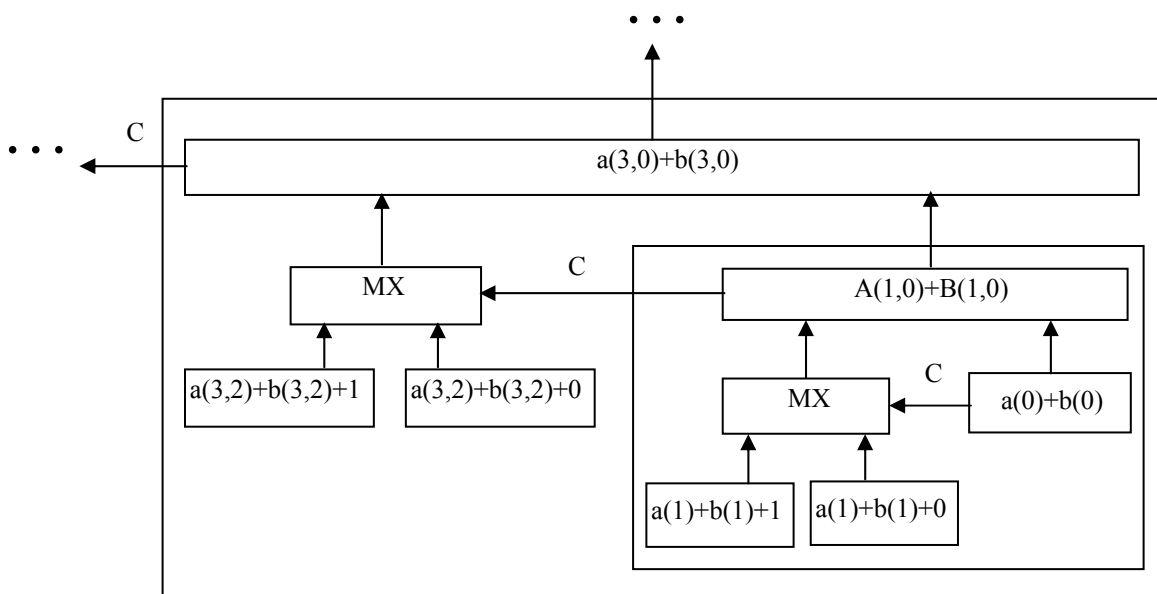 • • •
C
• • •
a(3,0)+b(3,0)
C
MX
A(1,0)+B(1,0)
a(3,2)+b(3,2)+1
a(3,2)+b(3,2)+0
C
MX
a(0)+b(0)
a(1)+b(1)+1
a(1)+b(1)+0